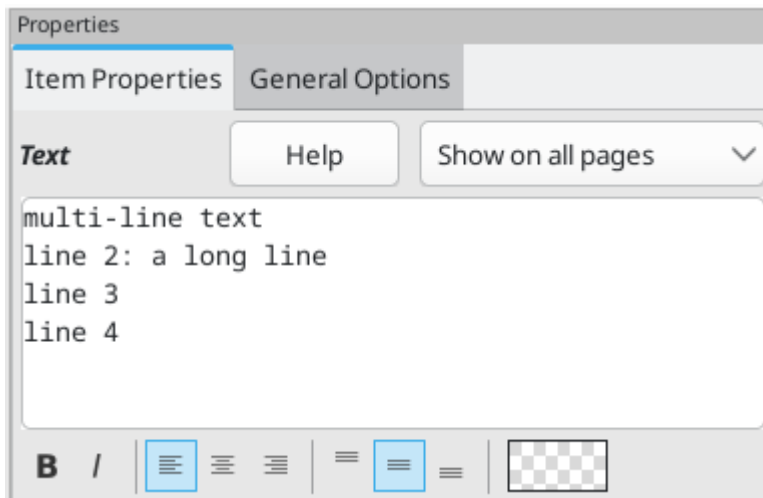 Properties
Item Properties General Options
Text Help Show on all pages
multi-line text
line 2: a long line
line 3
line 4
B I